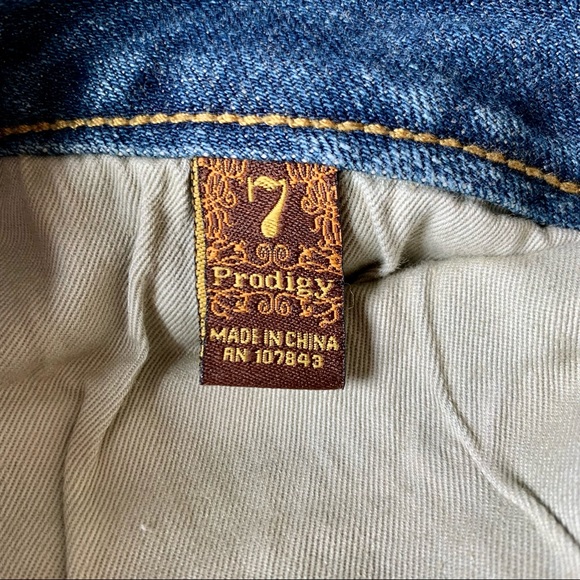 7
Prodigy
MADE IN CHINA
RN 107843